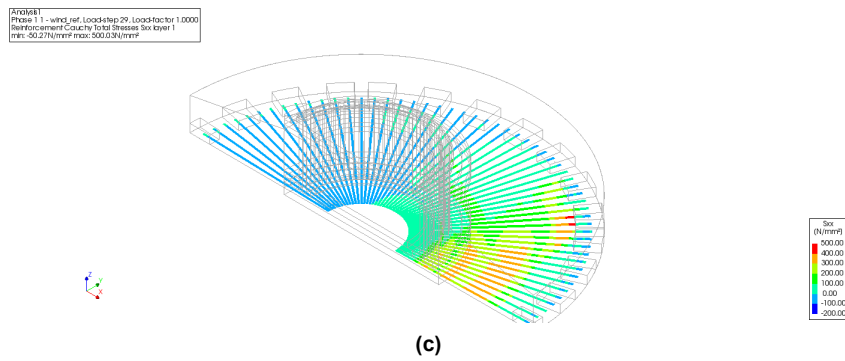 Analysis1
Phase 1 1 - wind_ref, Load-step 29, Load-factor 1.0000
Reinforcement Cauchy Total Stresses Sxx layer 1
min: -50.27N/mm² max: 500.03N/mm²
Sxx
(N/mm²)
500.00
400.00
300.00
200.00
100.00
0.00
-100.00
-200.00
Z
Y
X
(c)